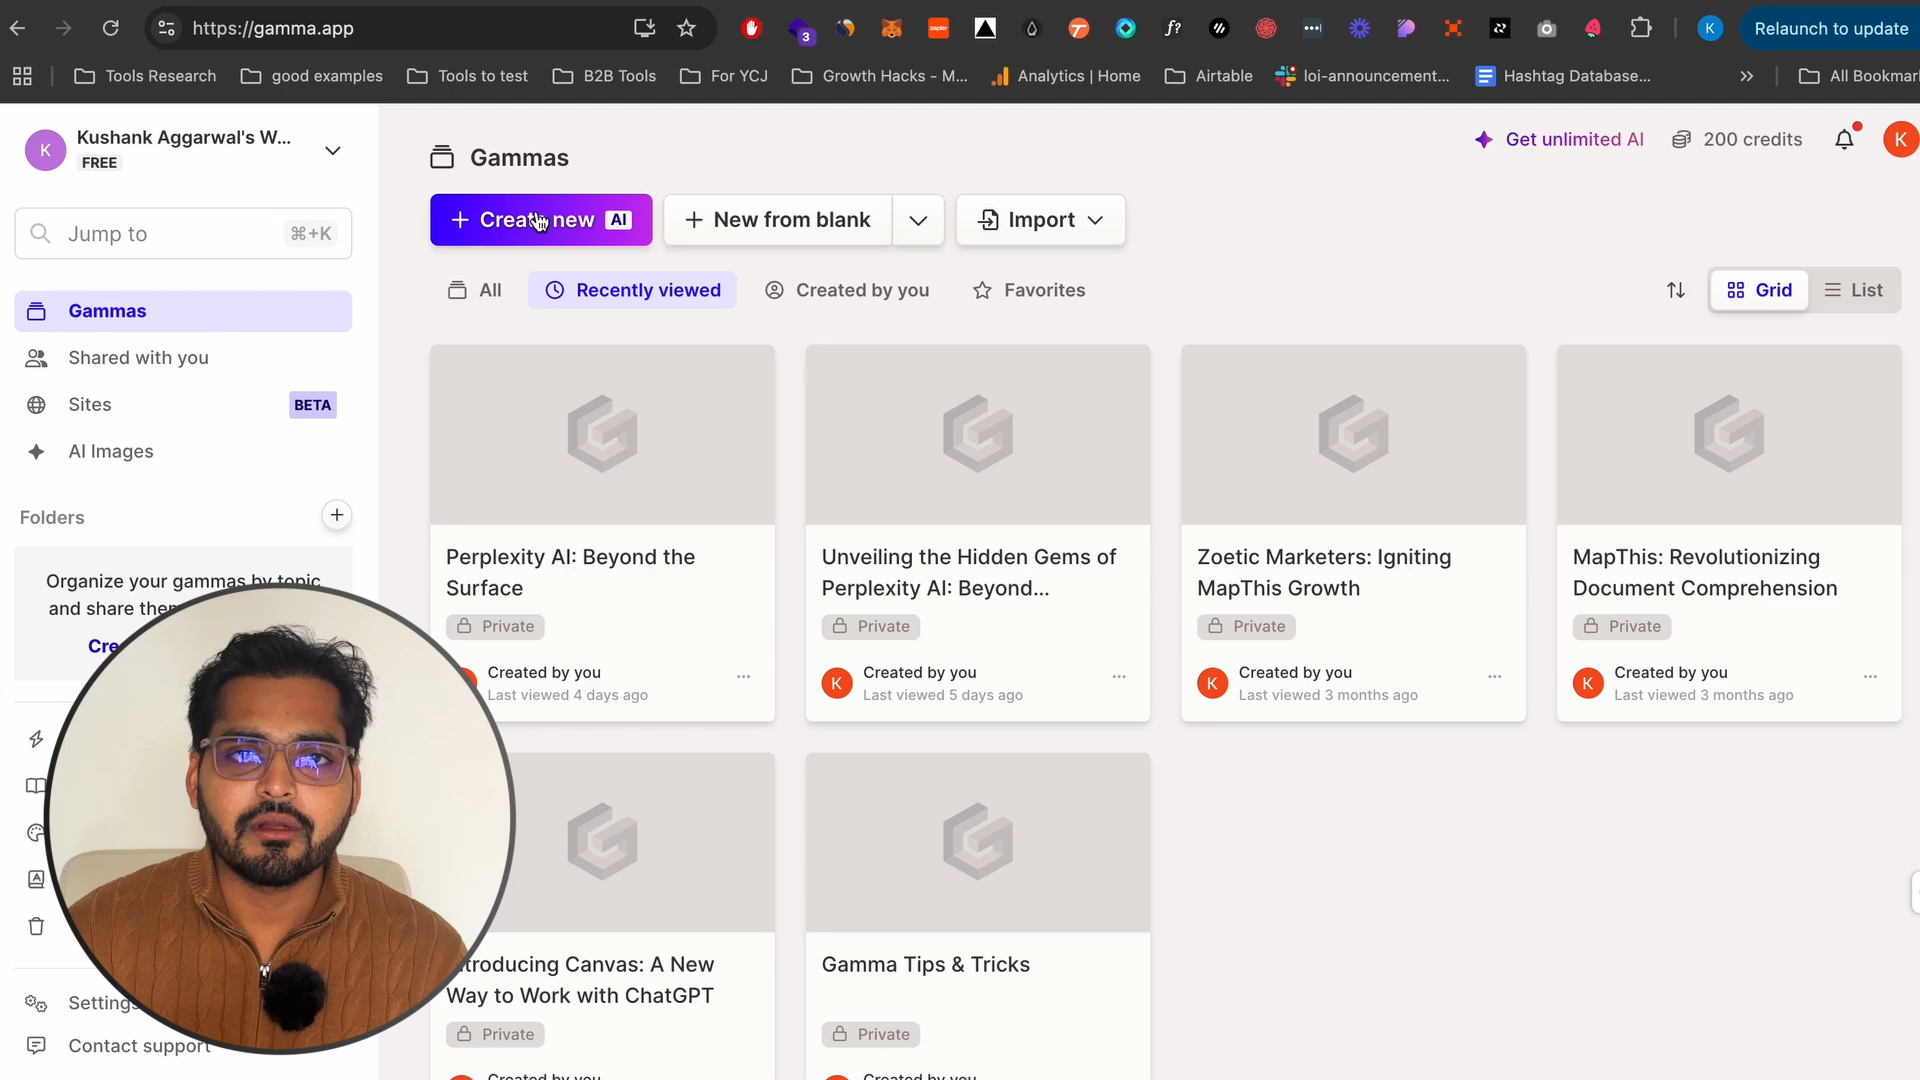 https://gamma.app
3
zapier
f?
K
Relaunch to update
Tools Research
good examples
Tools to test
B2B Tools
For YCJ
Growth Hacks - M...
Analytics | Home
Airtable
loi-announcement...
Hashtag Database...
All Bookmar
K
Kushank Aggarwal's W...
FREE
Jump to
⌘+K
Gammas
Shared with you
Sites
BETA
AI Images
Folders
Organize your gammas by topic
and share the
Cre
Settings
Contact support
Gammas
Get unlimited AI
200 credits
K
+ Create new AI
+ New from blank
Import
All
Recently viewed
Created by you
Favorites
Grid
List
Perplexity AI: Beyond the
Surface
Private
Created by you
Last viewed 4 days ago
Unveiling the Hidden Gems of
Perplexity AI: Beyond...
Private
K
Created by you
Last viewed 5 days ago
Zoetic Marketers: Igniting
MapThis Growth
Private
K
Created by you
Last viewed 3 months ago
MapThis: Revolutionizing
Document Comprehension
Private
K
Created by you
Last viewed 3 months ago
troducing Canvas: A New
Way to Work with ChatGPT
Private
Created by you
Gamma Tips & Tricks
Private
Created by you